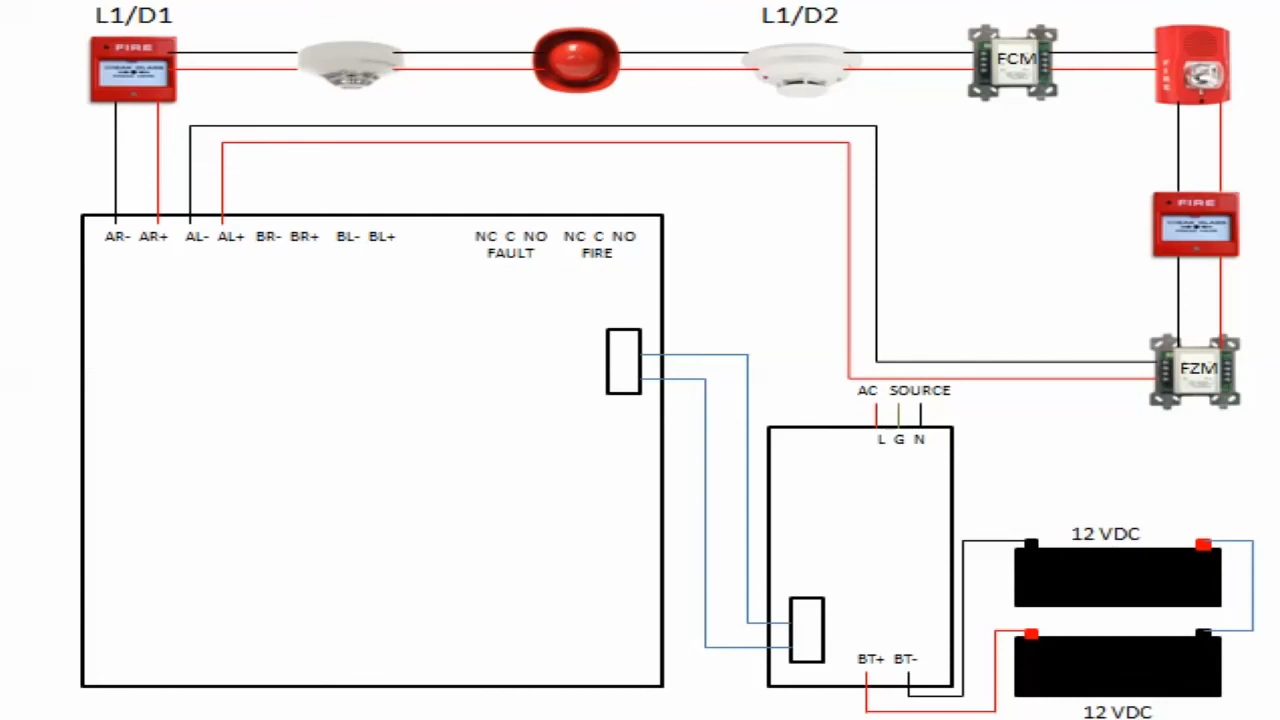 L1/D1
L1/D2
FIRE
FCM
FIRE
FIRE
AR- AR+ AL- AL+ BR- BR+ BL- BL+ NC C NO NC C NO
FAULT FIRE
FZM
AC SOURCE
L G N
12 VDC
BT+ BT-
12 VDC